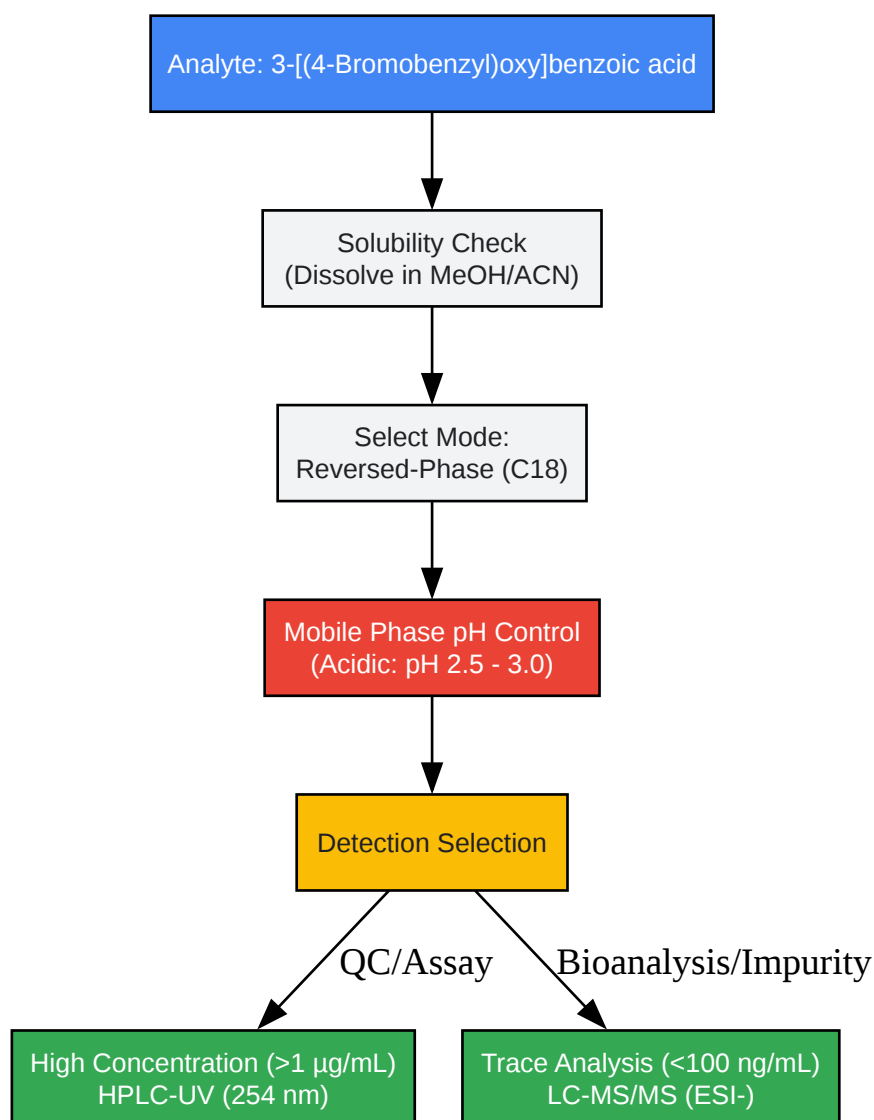 Analyte: 3-[(4-Bromobenzyl)oxy]benzoic acid
Solubility Check
(Dissolve in MeOH/ACN)
Select Mode:
Reversed-Phase (C18)
Mobile Phase pH Control
(Acidic: pH 2.5 - 3.0)
Detection Selection
QC/Assay
Bioanalysis/Impurity
High Concentration (>1 µg/mL)
HPLC-UV (254 nm)
Trace Analysis (<100 ng/mL)
LC-MS/MS (ESI-)